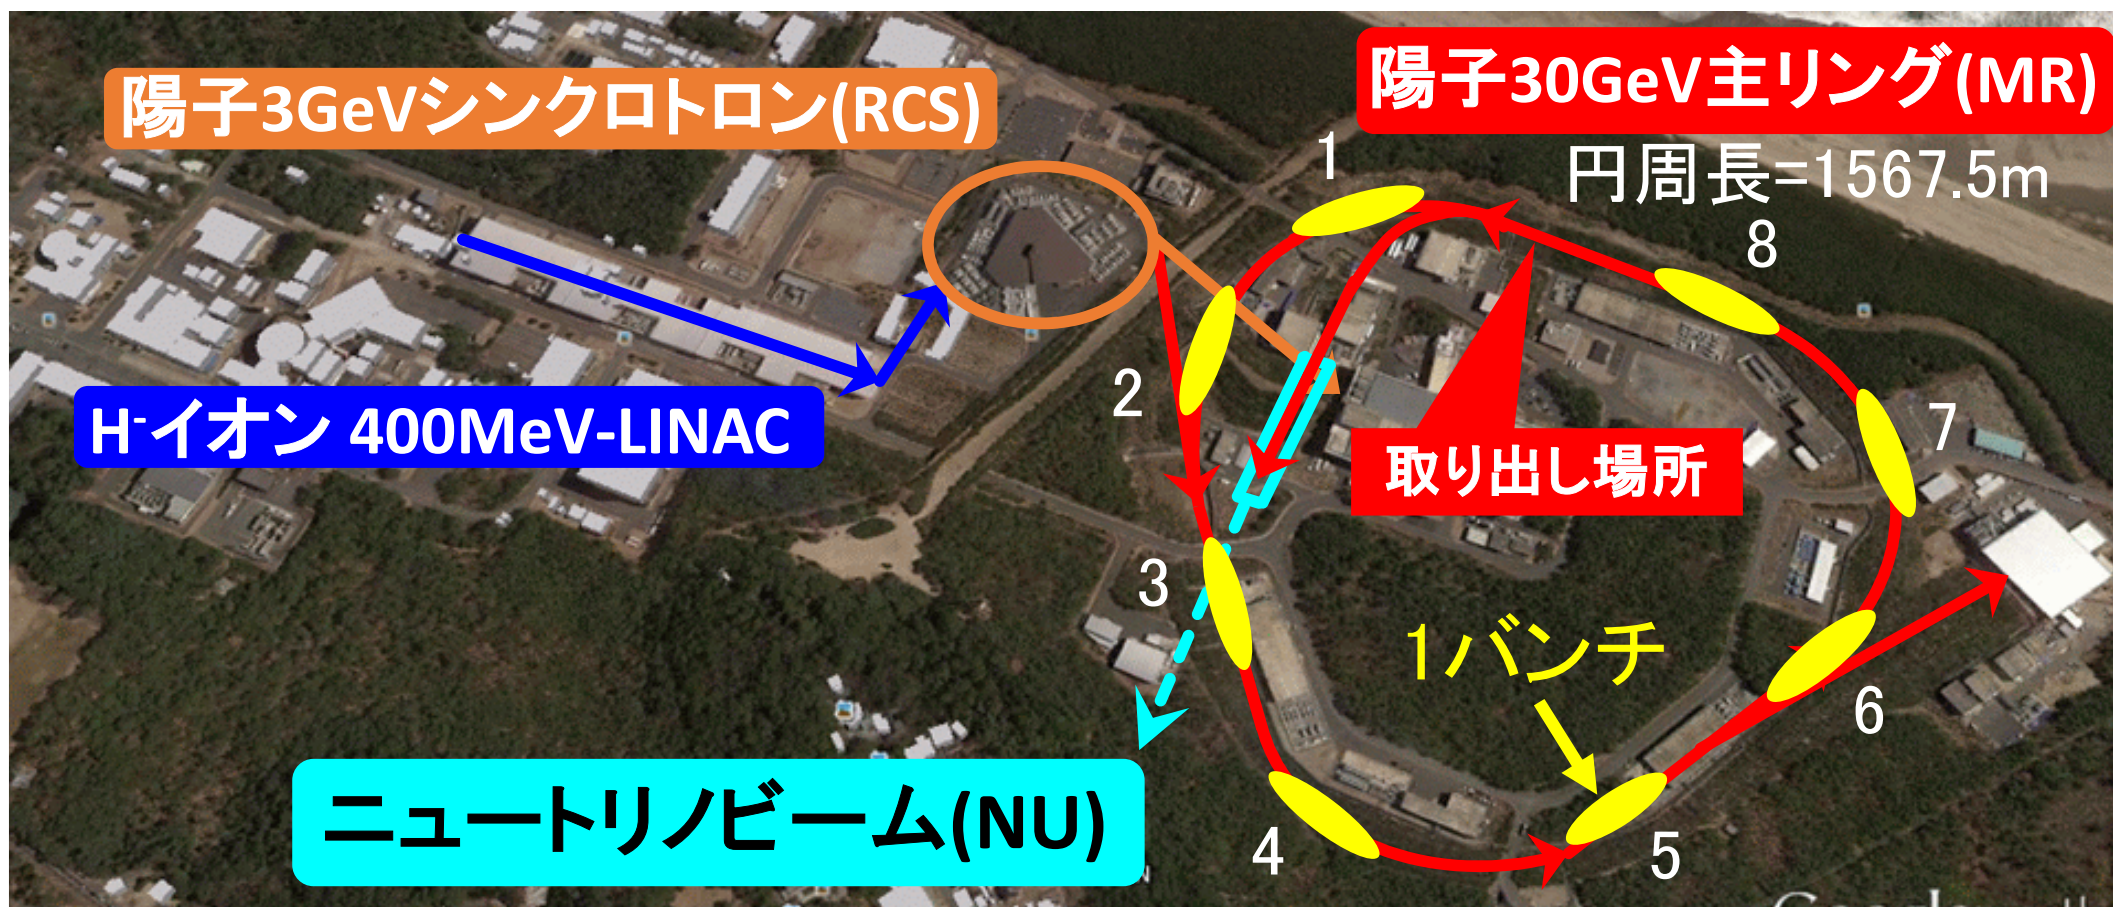 陽子3GeVシンクロトロン(RCS)
陽子30GeV主リング(MR)
円周長=1567.5m
1
8
2
H-イオン 400MeV-LINAC
7
取り出し場所
3
1バンチ
6
ニュートリノビーム(NU)
4
5